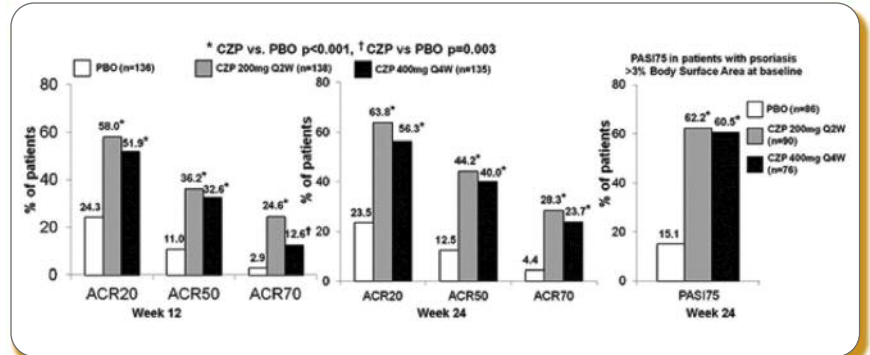 * CZP vs. PBO p<0.001, †CZP vs PBO p=0.003
PBO (n=136)
CZP 200mg Q2W (n=138)
CZP 400mg Q4W (n=135)
% of patients
80
60
40
20
0
24.3
58.0*
51.9*
11.0
36.2*
32.6*
2.9
24.6*
12.6†
ACR20
ACR50
ACR70
Week 12
% of patients
80
60
40
20
0
23.5
63.8*
56.3*
12.5
44.2*
40.0*
4.4
28.3*
23.7*
ACR20
ACR50
ACR70
Week 24
PASI75 in patients with psoriasis
>3% Body Surface Area at baseline
% of patients
80
60
40
20
0
15.1
62.2*
60.5*
PASI75
Week 24
PBO (n=86)
CZP 200mg Q2W
(n=90)
CZP 400mg Q4W
(n=76)